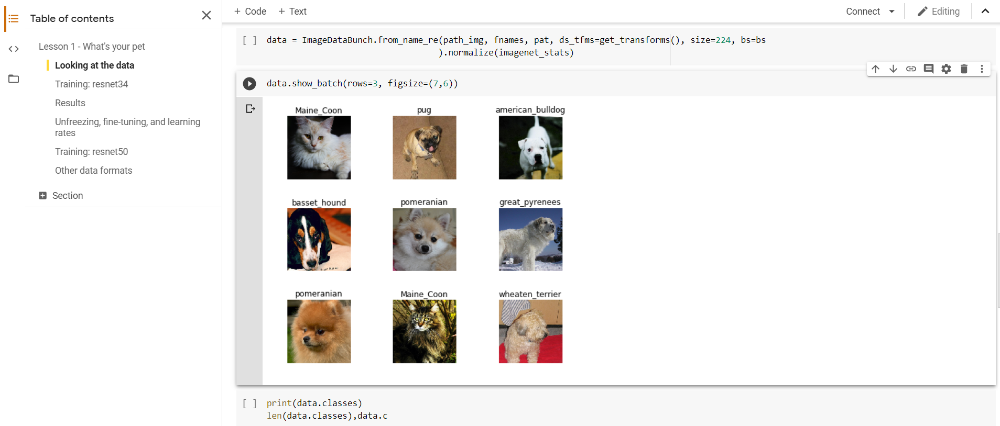 Table of contents
Lesson 1 - What's your pet
Looking at the data
Training: resnet34
Results
Unfreezing, fine-tuning, and learning
rates
Training: resnet50
Other data formats
Section
+ Code + Text
Connect
Editing
[ ] data = ImageDataBunch.from_name_re(path_img, fnames, pat, ds_tfms=get_transforms(), size=224, bs=bs
).normalize(imagenet_stats)
data.show_batch(rows=3, figsize=(7,6))
Maine_Coon pug american_bulldog
basset_hound pomeranian great_pyrenees
pomeranian Maine_Coon wheaten_terrier
[ ] print(data.classes)
len(data.classes),data.c